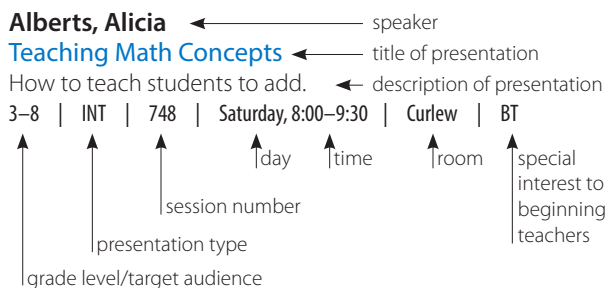 Alberts, Alicia speaker
Teaching Math Concepts title of presentation
How to teach students to add. description of presentation
3–8 | INT | 748 | Saturday, 8:00–9:30 | Curlew | BT
day time room special
interest to
beginning
teachers
session number
presentation type
grade level/target audience